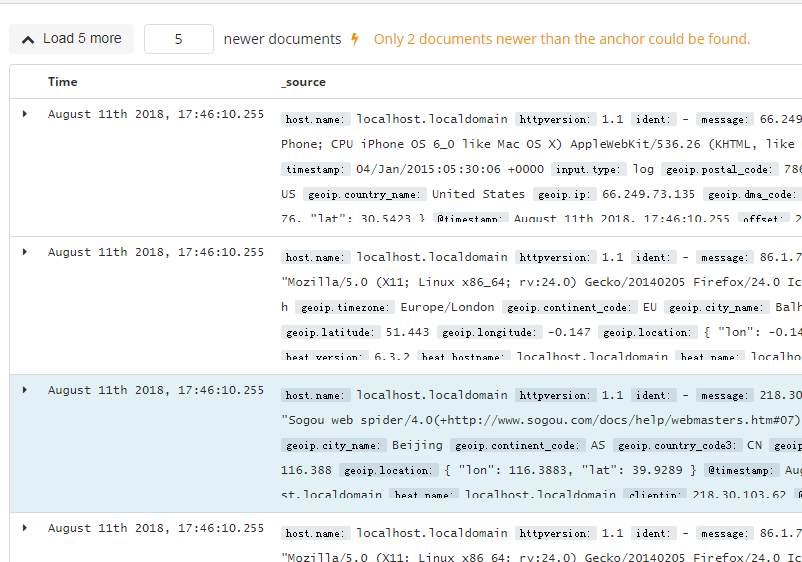 Load 5 more 5 newer documents Only 2 documents newer than the anchor could be found.
Time _source
August 11th 2018, 17:46:10.255 host.name: localhost.localdomain httpversion: 1.1 ident: - message: 66.249
Phone; CPU iPhone OS 6_0 like Mac OS X) AppleWebKit/536.26 (KHTML, like
timestamp: 04/Jan/2015:05:30:06 +0000 input.type: log geoip.postal_code: 786
US geoip.country_name: United States geoip.ip: 66.249.73.135 geoip.dma_code:
76, "lat": 30.5423 } @timestamp: August 11th 2018, 17:46:10.255 offset: 2
August 11th 2018, 17:46:10.255 host.name: localhost.localdomain httpversion: 1.1 ident: - message: 86.1.7
"Mozilla/5.0 (X11; Linux x86_64; rv:24.0) Gecko/20140205 Firefox/24.0 Ic
h geoip.timezone: Europe/London geoip.continent_code: EU geoip.city_name: Balh
geoip.latitude: 51.443 geoip.longitude: -0.147 geoip.location: { "lon": -0.14
beat.version: 6.3.2 beat.hostname: localhost.localdomain beat.name: localho
August 11th 2018, 17:46:10.255 host.name: localhost.localdomain httpversion: 1.1 ident: - message: 218.30
"Sogou web spider/4.0(+http://www.sogou.com/docs/help/webmasters.htm#07)
geoip.city_name: Beijing geoip.continent_code: AS geoip.country_code3: CN geoip
116.388 geoip.location: { "lon": 116.3883, "lat": 39.9289 } @timestamp: Aug
st.localdomain beat.name: localhost.localdomain clientip: 218.30.103.62 @
August 11th 2018, 17:46:10.255 host.name: localhost.localdomain httpversion: 1.1 ident: - message: 86.1.7
"Mozilla/5.0 (X11; Linux x86_64; rv:24.0) Gecko/20140205 Firefox/24.0 Ic